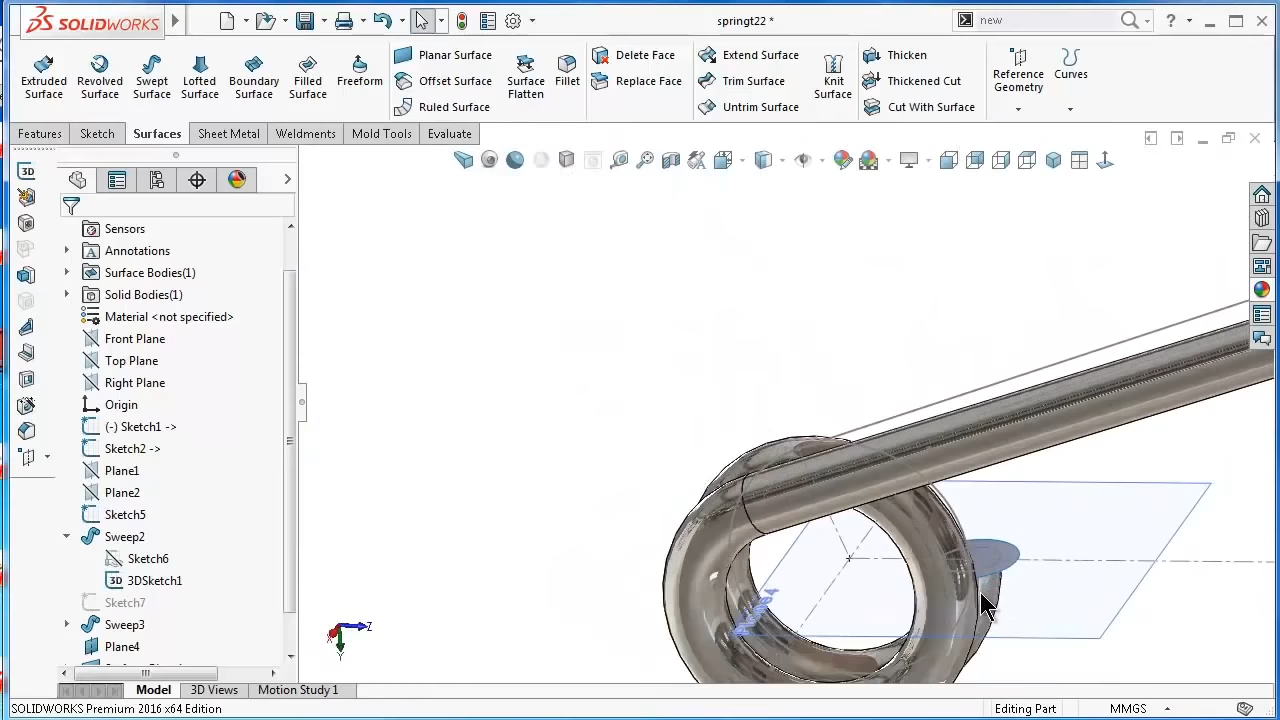 SOLIDWORKS
springt22 *
new
?
Extruded Surface
Revolved Surface
Swept Surface
Lofted Surface
Boundary Surface
Filled Surface
Freeform
Planar Surface
Offset Surface
Ruled Surface
Surface Flatten
Fillet
Delete Face
Replace Face
Extend Surface
Trim Surface
Untrim Surface
Knit Surface
Thicken
Thickened Cut
Cut With Surface
Reference Geometry
Curves
Features
Sketch
Surfaces
Sheet Metal
Weldments
Mold Tools
Evaluate
3D
Sensors
Annotations
Surface Bodies(1)
Solid Bodies(1)
Material <not specified>
Front Plane
Top Plane
Right Plane
Origin
(-) Sketch1 ->
Sketch2 ->
Plane1
Plane2
Sketch5
Sweep2
Sketch6
3D 3DSketch1
Sketch7
Sweep3
Plane4
Plane4
X
Y
Z
Model
3D Views
Motion Study 1
SOLIDWORKS Premium 2016 x64 Edition
Editing Part
MMGS